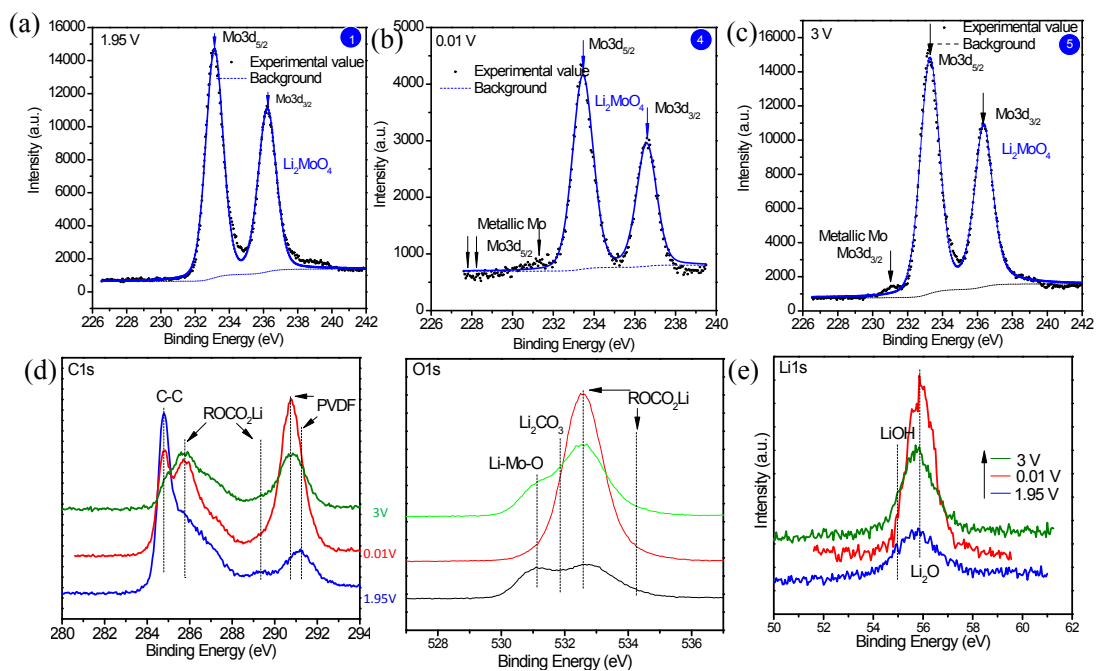 (a)
1.95 V
Mo3d5/2
1
Experimental value
Background
Mo3d3/2
Li2MoO4
Intensity (a.u.)
16000
14000
12000
10000
8000
6000
4000
2000
0
226 228 230 232 234 236 238 240 242
Binding Energy (eV)
(b)
0.01 V
Mo3d5/2
4
Experimental value
Background
Li2MoO4
Mo3d3/2
Metallic Mo
Mo3d5/2
Mo3d3/2
Intensity (a.u.)
5000
4000
3000
2000
1000
0
226 228 230 232 234 236 238 240
Binding Energy (eV)
(c)
3 V
Experimental value
Background
5
Mo3d5/2
Mo3d3/2
Li2MoO4
Metallic Mo
Mo3d3/2
Intensity (a.u.)
16000
14000
12000
10000
8000
6000
4000
2000
0
226 228 230 232 234 236 238 240 242
Binding Energy (eV)
(d)
C1s
C-C
ROCO2Li
PVDF
3V
0.01V
1.95V
Intensity (a.u.)
280 282 284 286 288 290 292 294
Binding Energy (eV)
O1s
ROCO2Li
Li2CO3
Li-Mo-O
528 530 532 534 536
Binding Energy (eV)
(e)
Li1s
LiOH
3 V
0.01 V
1.95 V
Li2O
Intensity (a.u.)
50 52 54 56 58 60 62
Binding Energy (eV)